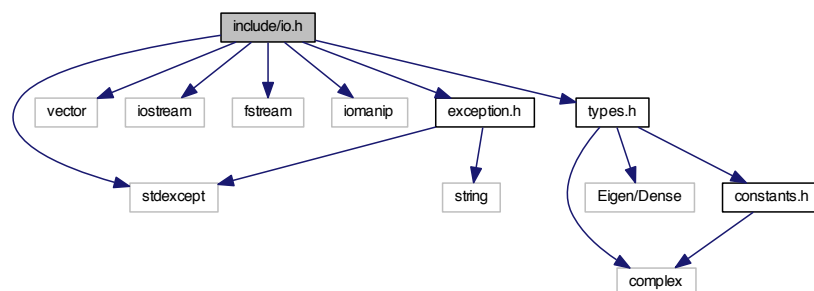 include/io.h
vector
iostream
fstream
iomanip
exception.h
types.h
stdexcept
string
Eigen/Dense
constants.h
complex